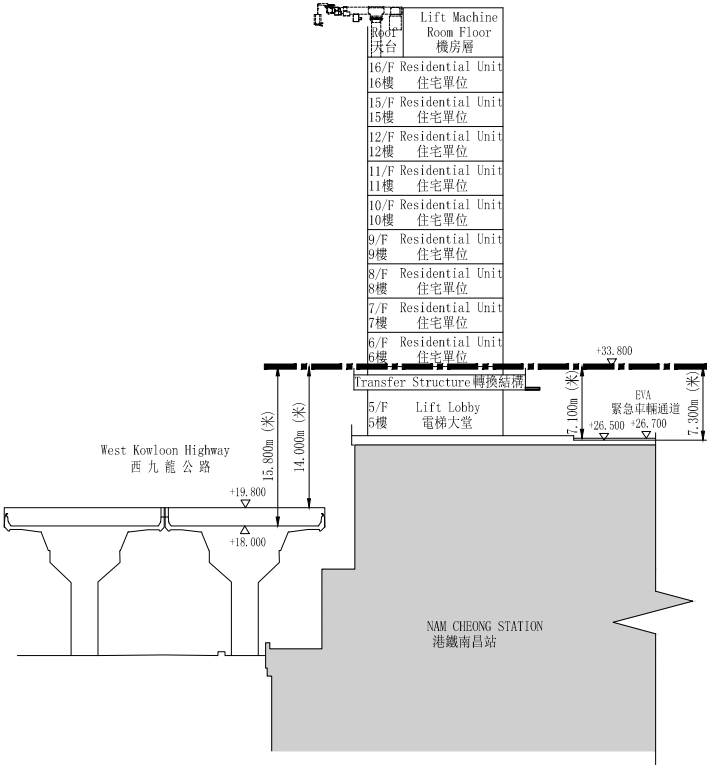 Lift Machine
Roof Room Floor
天台 機房層
16/F Residential Unit
16樓 住宅單位
15/F Residential Unit
15樓 住宅單位
12/F Residential Unit
12樓 住宅單位
11/F Residential Unit
11樓 住宅單位
10/F Residential Unit
10樓 住宅單位
9/F Residential Unit
9樓 住宅單位
8/F Residential Unit
8樓 住宅單位
7/F Residential Unit
7樓 住宅單位
6/F Residential Unit
6樓 住宅單位
+33.800
Transfer Structure 轉換結構
5/F Lift Lobby
5樓 電梯大堂
7.100m (米)
EVA
緊急車輛通道
+26.500
+26.700
7.300m (米)
15.800m (米)
14.000m (米)
West Kowloon Highway
西九龍公路
+19.800
+18.000
NAM CHEONG STATION
港鐵南昌站